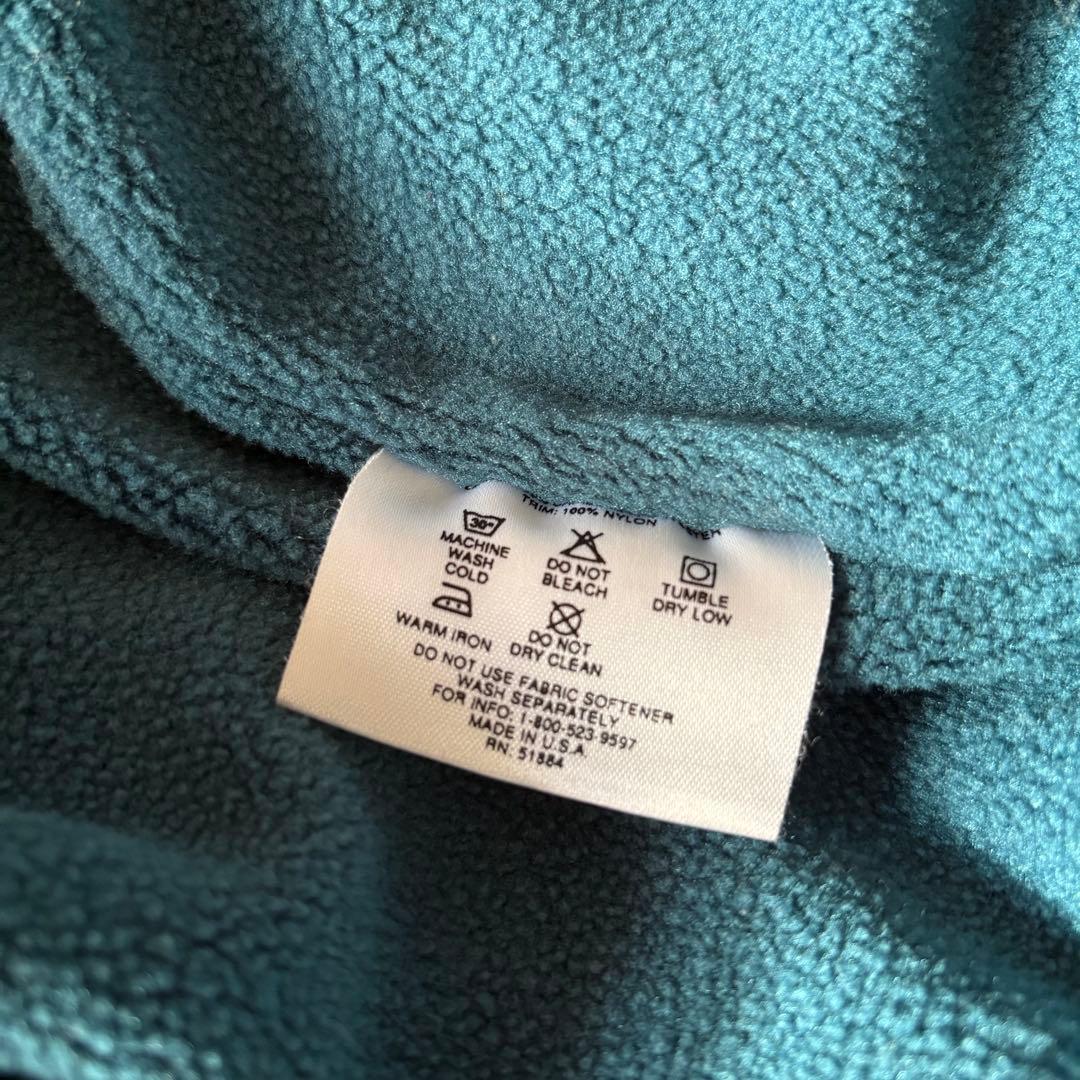 TRIM: 100% NYLON
30°
MACHINE WASH COLD
DO NOT BLEACH
TUMBLE DRY LOW
WARM IRON
DO NOT DRY CLEAN
DO NOT USE FABRIC SOFTENER
WASH SEPARATELY
FOR INFO: 1-800-523-9597
MADE IN U.S.A
RN. 51884